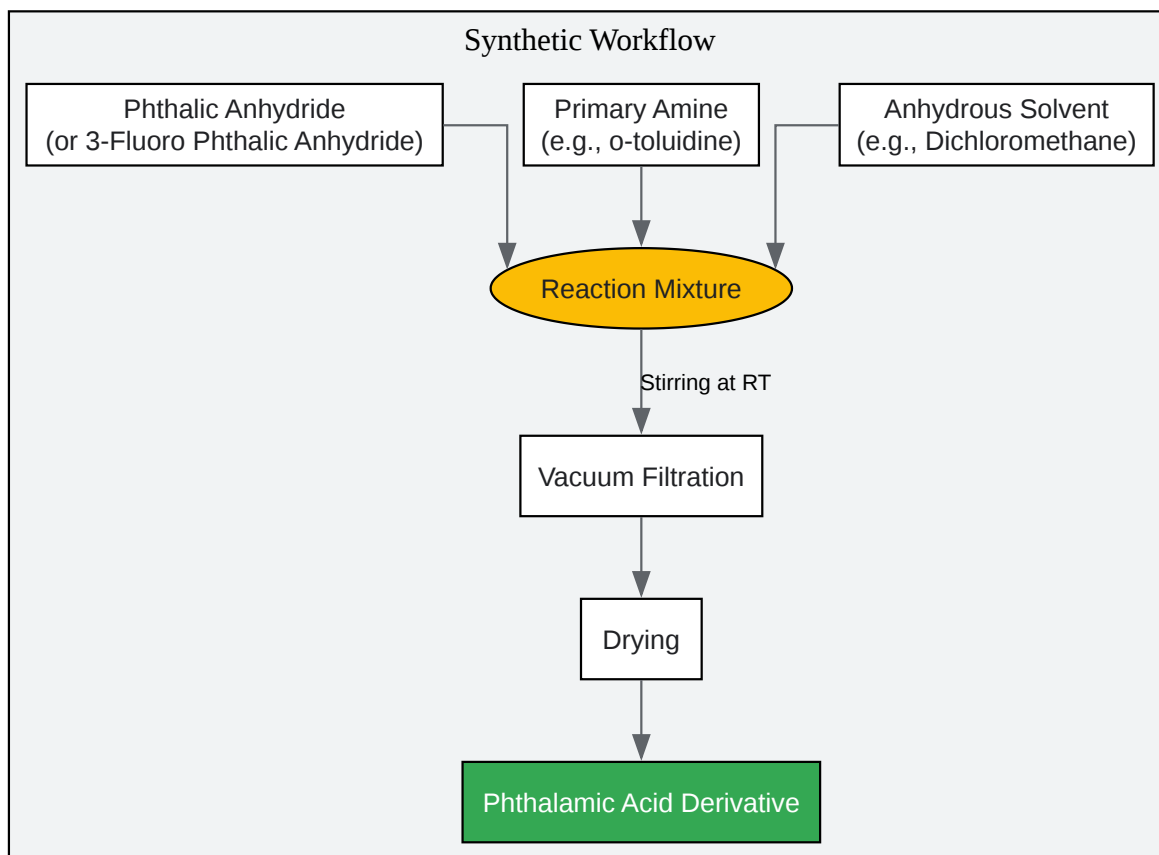 Synthetic Workflow
Phthalic Anhydride
(or 3-Fluoro Phthalic Anhydride)
Primary Amine
(e.g., o-toluidine)
Anhydrous Solvent
(e.g., Dichloromethane)
Reaction Mixture
Stirring at RT
Vacuum Filtration
Drying
Phthalamic Acid Derivative